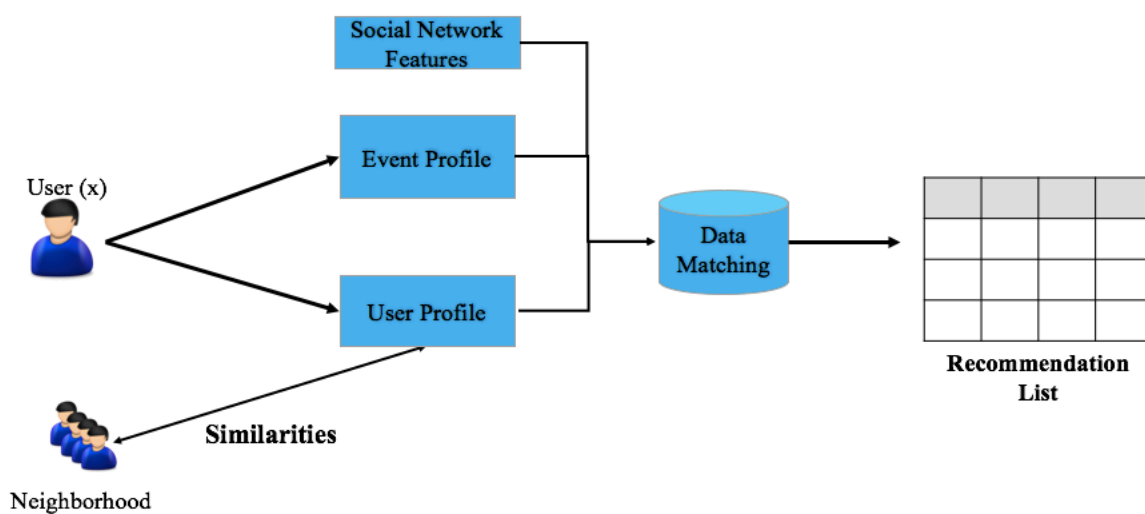 Social Network
Features
Event Profile
User (x)
Data
Matching
User Profile
Recommendation
List
Similarities
Neighborhood